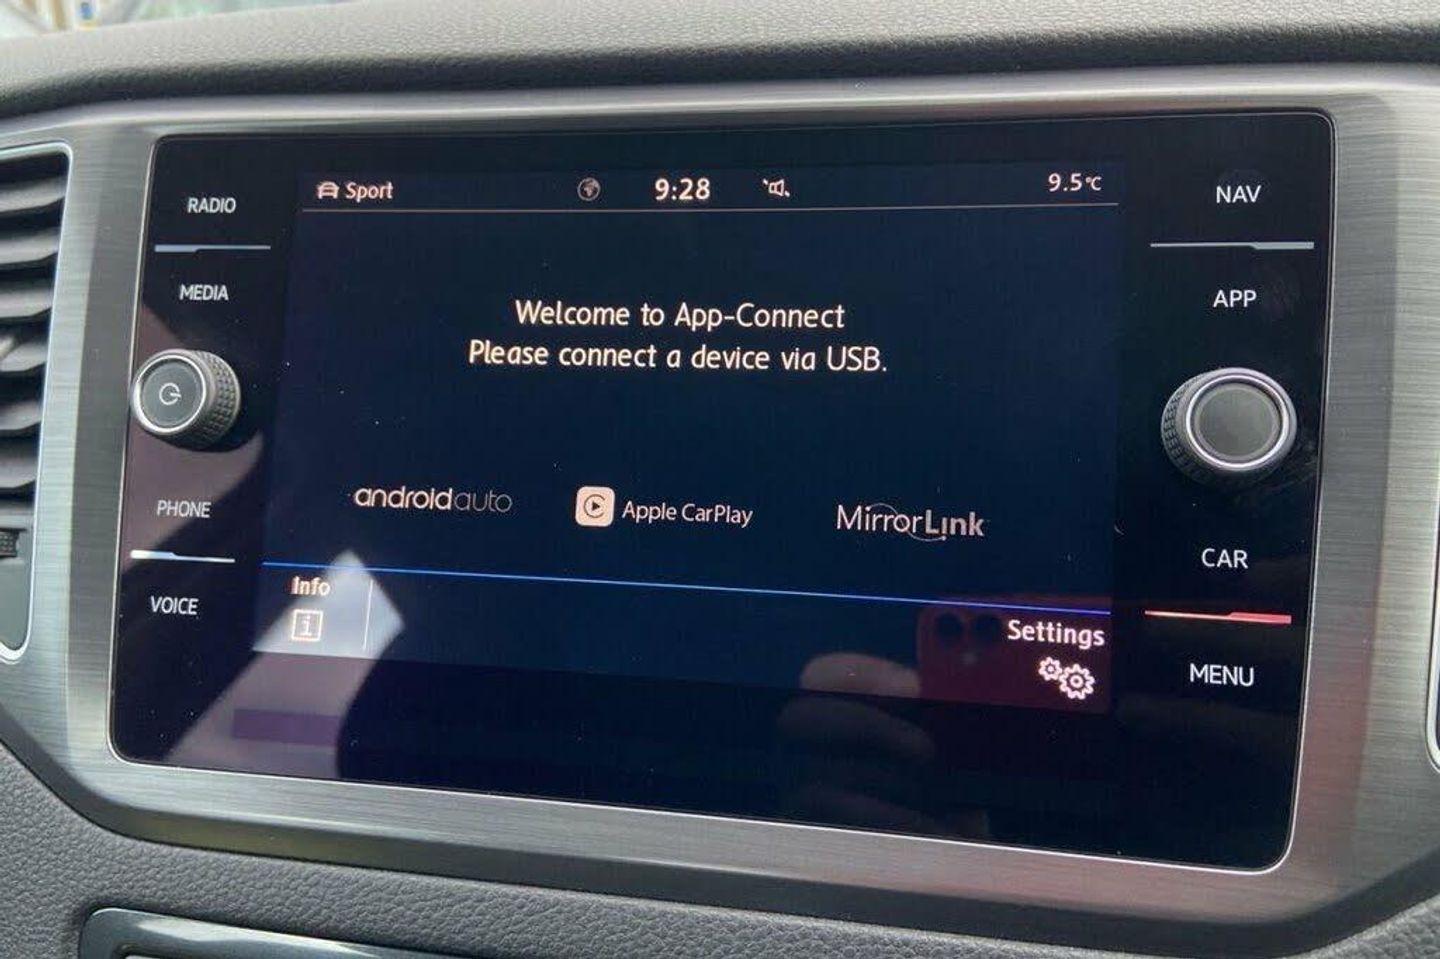 RADIO
MEDIA
PHONE
VOICE
Sport
9:28
9.5°C
Welcome to App-Connect
Please connect a device via USB.
androidauto
Apple CarPlay
MirrorLink
Info
i
Settings
NAV
APP
CAR
MENU